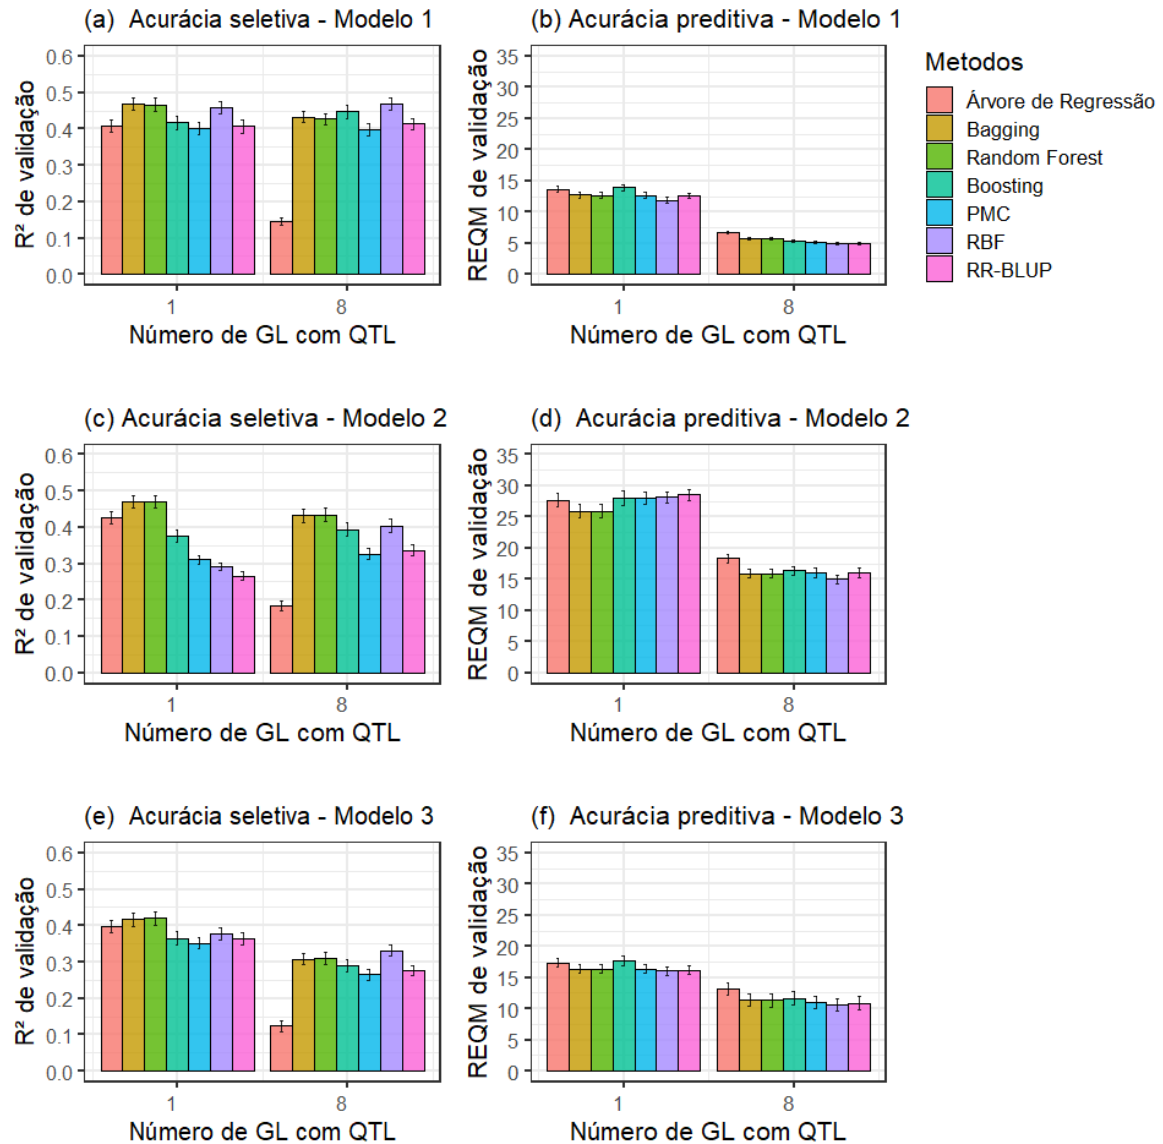 (a) Acurácia seletiva - Modelo 1
R² de validação
0.6
0.5
0.4
0.3
0.2
0.1
0.0
1 8
Número de GL com QTL
(b) Acurácia preditiva - Modelo 1
REQM de validação
35
30
25
20
15
10
5
0
1 8
Número de GL com QTL
Metodos
Árvore de Regressão
Bagging
Random Forest
Boosting
PMC
RBF
RR-BLUP
(c) Acurácia seletiva - Modelo 2
R² de validação
0.6
0.5
0.4
0.3
0.2
0.1
0.0
1 8
Número de GL com QTL
(d) Acurácia preditiva - Modelo 2
REQM de validação
35
30
25
20
15
10
5
0
1 8
Número de GL com QTL
(e) Acurácia seletiva - Modelo 3
R² de validação
0.6
0.5
0.4
0.3
0.2
0.1
0.0
1 8
Número de GL com QTL
(f) Acurácia preditiva - Modelo 3
REQM de validação
35
30
25
20
15
10
5
0
1 8
Número de GL com QTL